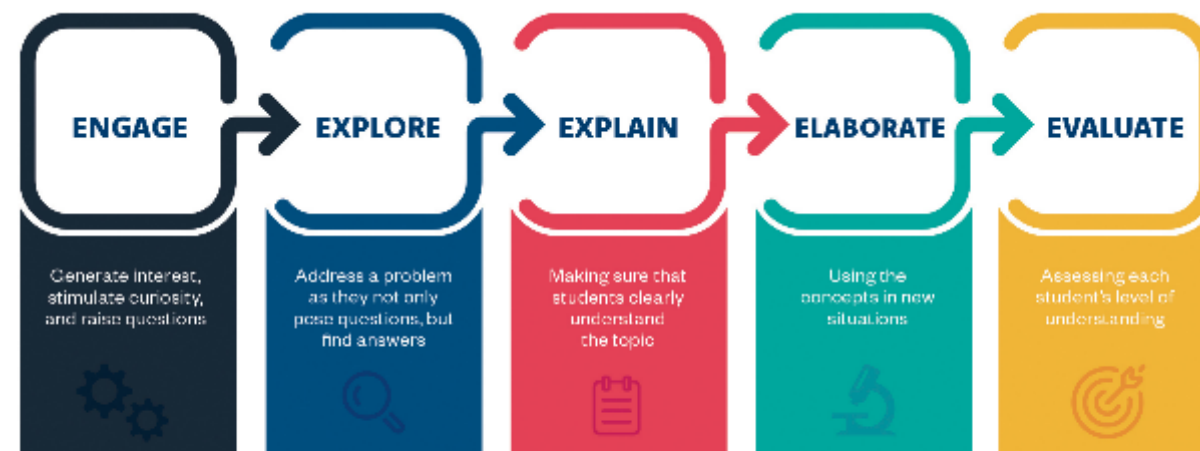 ENGAGE
Generate interest,
stimulate curiosity,
and raise questions
EXPLORE
Address a problem
as they not only
pose questions, but
find answers
EXPLAIN
Making sure that
students clearly
understand
the topic
ELABORATE
Using the
concepts in new
situations
EVALUATE
Assessing each
student's level of
understanding